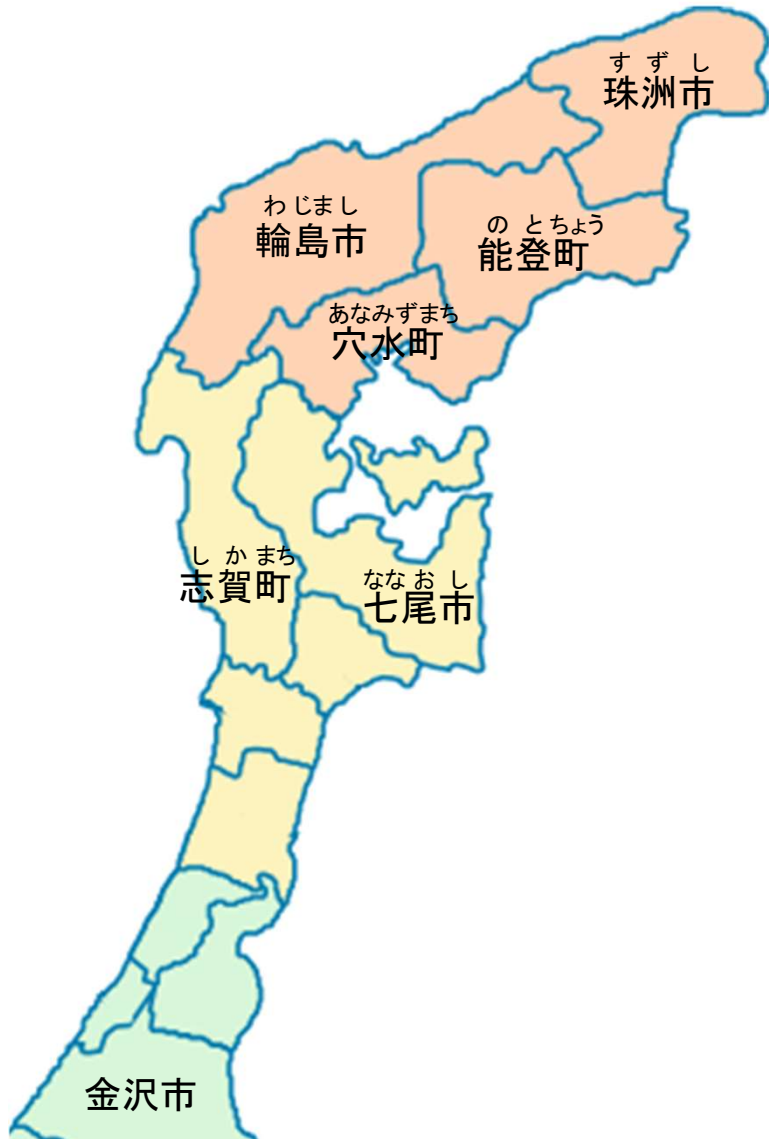 すずし
珠洲市
わじまし
輪島市
のとちょう
能登町
あなみずまち
穴水町
しかまち
志賀町
ななおし
七尾市
金沢市